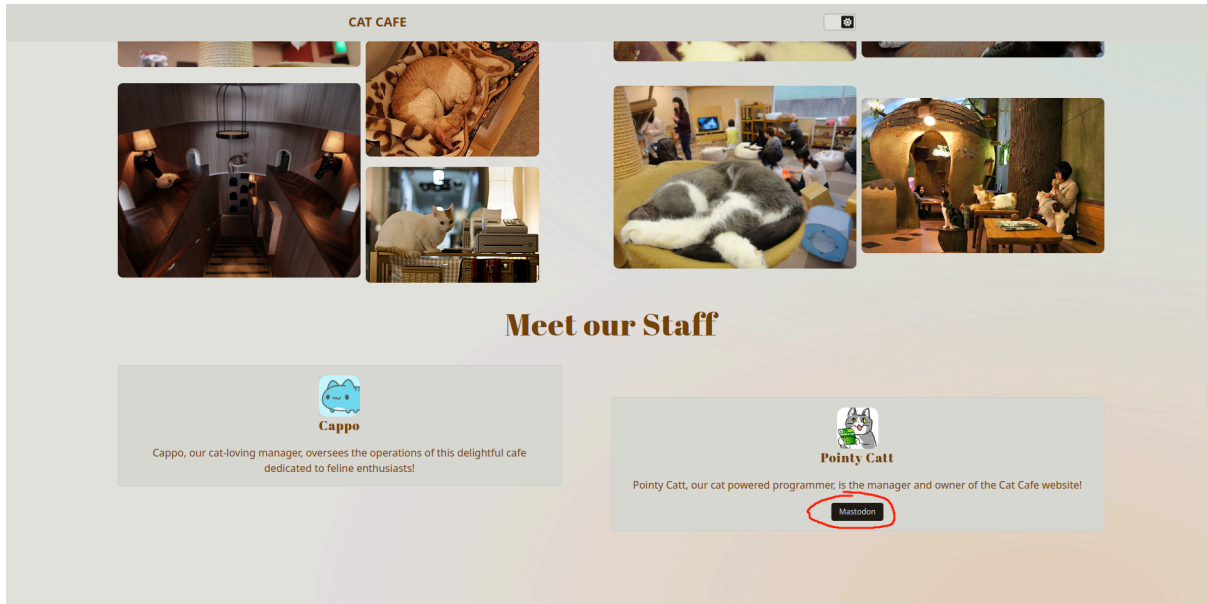 CAT CAFE
Meet our Staff
Cappo
Cappo, our cat-loving manager, oversees the operations of this delightful cafe
dedicated to feline enthusiasts!
Pointy Catt
Pointy Catt, our cat powered programmer, is the manager and owner of the Cat Cafe website!
Mastodon